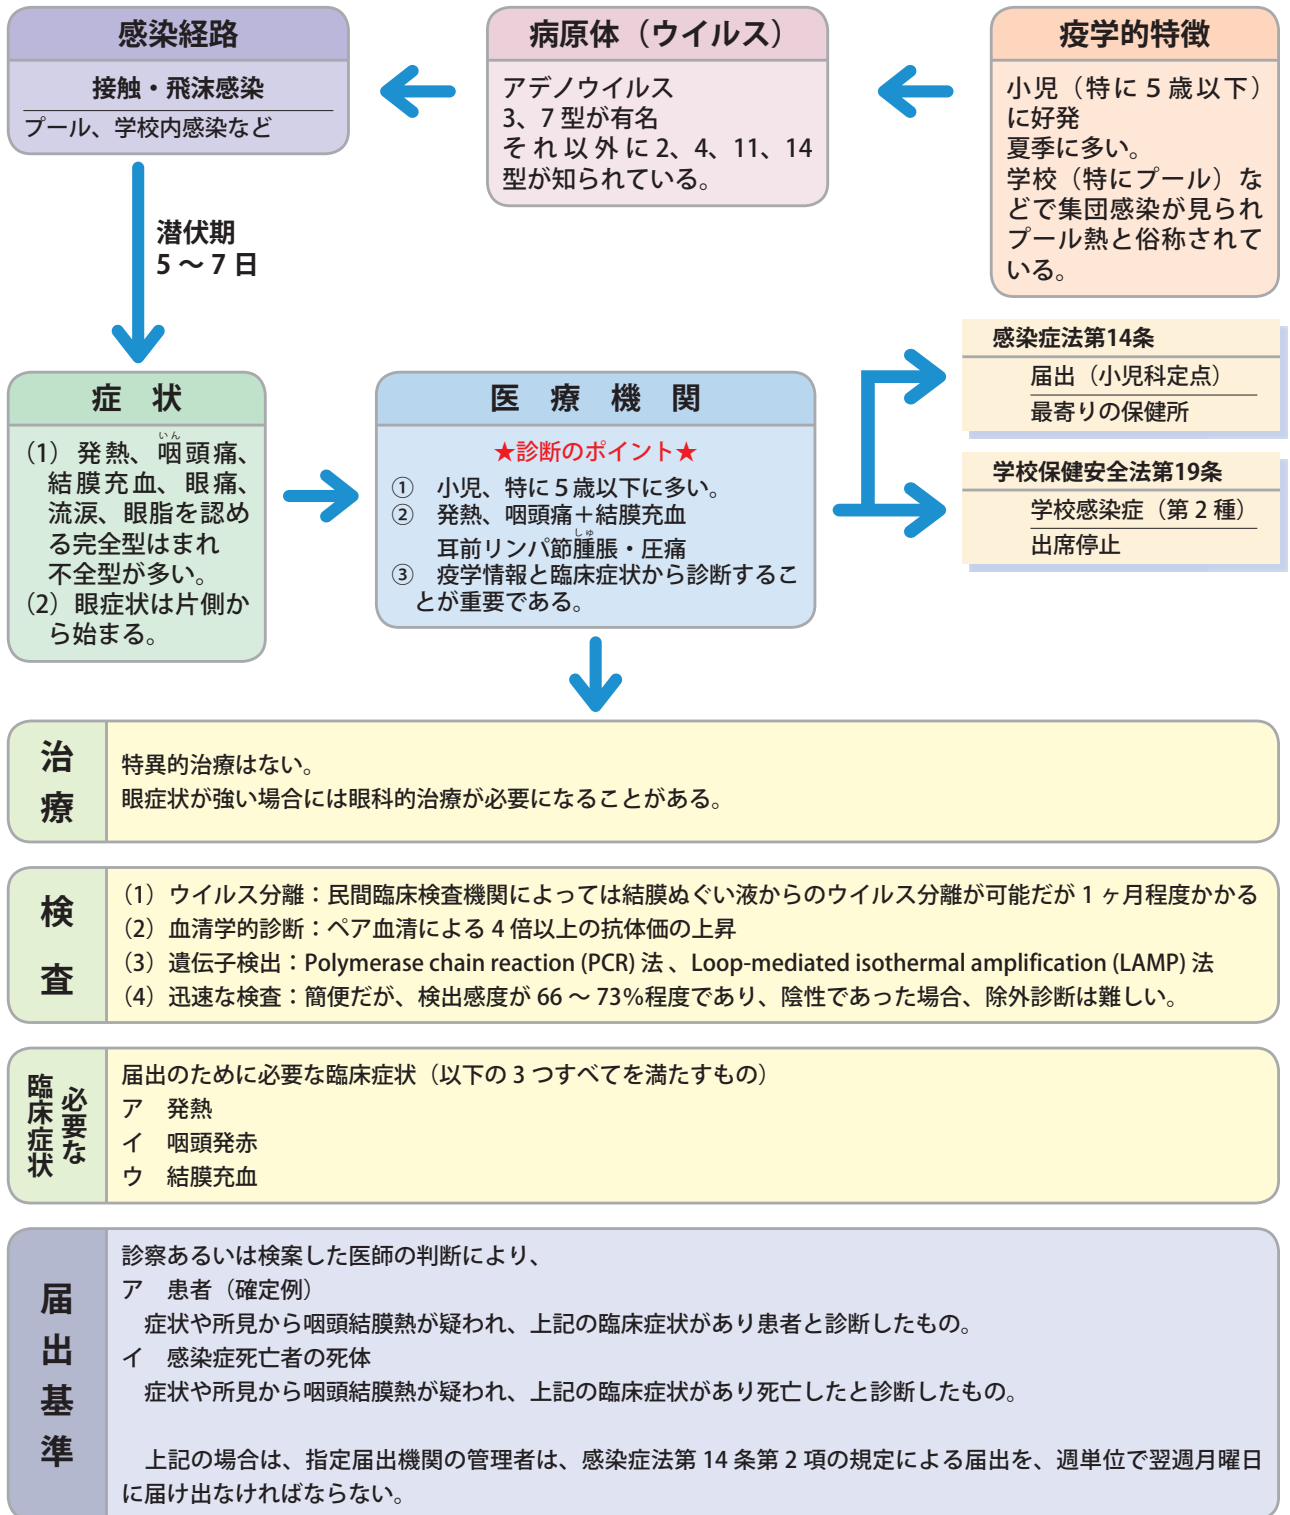 感染経路
接触・飛沫感染
プール、学校内感染など
病原体（ウイルス）
アデノウイルス
3、7 型が有名
それ以外に 2、4、11、14
型が知られている。
疫学的特徴
小児（特に 5 歳以下）
に好発
夏季に多い。
学校（特にプール）な
どで集団感染が見られ
プール熱と俗称されて
いる。
潜伏期
5 ～ 7 日
症　状
いん
（1）発熱、咽頭痛、
結膜充血、眼痛、
流涙、眼脂を認め
る完全型はまれ
不全型が多い。
（2）眼症状は片側か
ら始まる。
医　療　機　関
★診断のポイント★
①　小児、特に 5 歳以下に多い。
②　発熱、咽頭痛＋結膜充血
しゅ
耳前リンパ節腫脹・圧痛
③　疫学情報と臨床症状から診断するこ
とが重要である。
感染症法第14条
届出（小児科定点）
最寄りの保健所
学校保健安全法第19条
学校感染症（第 2 種）
出席停止
治療
特異的治療はない。
眼症状が強い場合には眼科的治療が必要になることがある。
検査
（1）ウイルス分離：民間臨床検査機関によっては結膜ぬぐい液からのウイルス分離が可能だが 1 ヶ月程度かかる
（2）血清学的診断：ペア血清による 4 倍以上の抗体価の上昇
（3）遺伝子検出：Polymerase chain reaction (PCR) 法 、Loop-mediated isothermal amplification (LAMP) 法
（4）迅速な検査：簡便だが、検出感度が 66 ～ 73％程度であり、陰性であった場合、除外診断は難しい。
必要な
臨床症状
届出のために必要な臨床症状（以下の 3 つすべてを満たすもの）
ア　発熱
イ　咽頭発赤
ウ　結膜充血
届出基準
診察あるいは検案した医師の判断により、
ア　患者（確定例）
症状や所見から咽頭結膜熱が疑われ、上記の臨床症状があり患者と診断したもの。
イ　感染症死亡者の死体
症状や所見から咽頭結膜熱が疑われ、上記の臨床症状があり死亡したと診断したもの。
上記の場合は、指定届出機関の管理者は、感染症法第 14 条第 2 項の規定による届出を、週単位で翌週月曜日
に届け出なければならない。